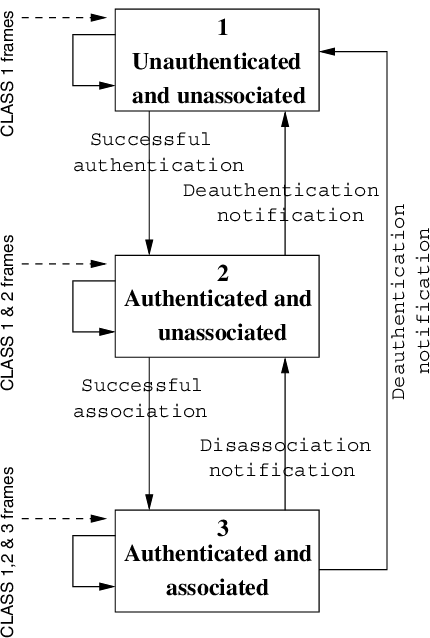 CLASS 1 frames
1
Unauthenticated
and unassociated
Successful
authentication
Deauthentication
notification
CLASS 1 & 2 frames
2
Authenticated and
unassociated
Successful
association
Disassociation
notification
Deauthentication
notification
CLASS 1,2 & 3 frames
3
Authenticated and
associated